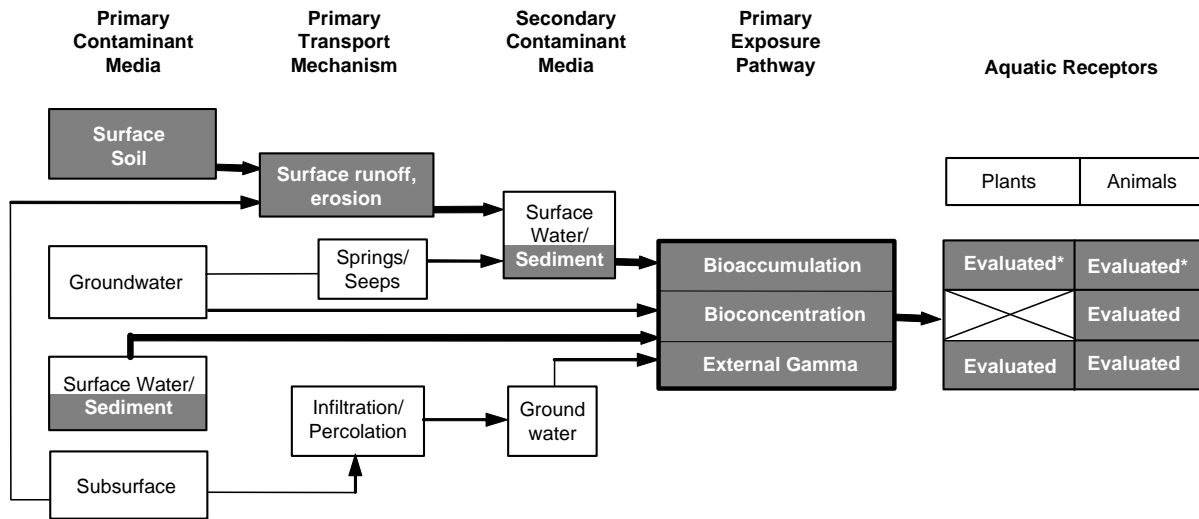 Primary
Contaminant
Media
Primary
Transport
Mechanism
Secondary
Contaminant
Media
Primary
Exposure
Pathway
Aquatic Receptors
Surface
Soil
Surface runoff,
erosion
Surface
Water/
Sediment
Plants
Animals
Groundwater
Springs/
Seeps
Bioaccumulation
Bioconcentration
External Gamma
Evaluated*
Evaluated*
Evaluated
Evaluated
Evaluated
Surface Water/
Sediment
Infiltration/
Percolation
Ground
water
Subsurface